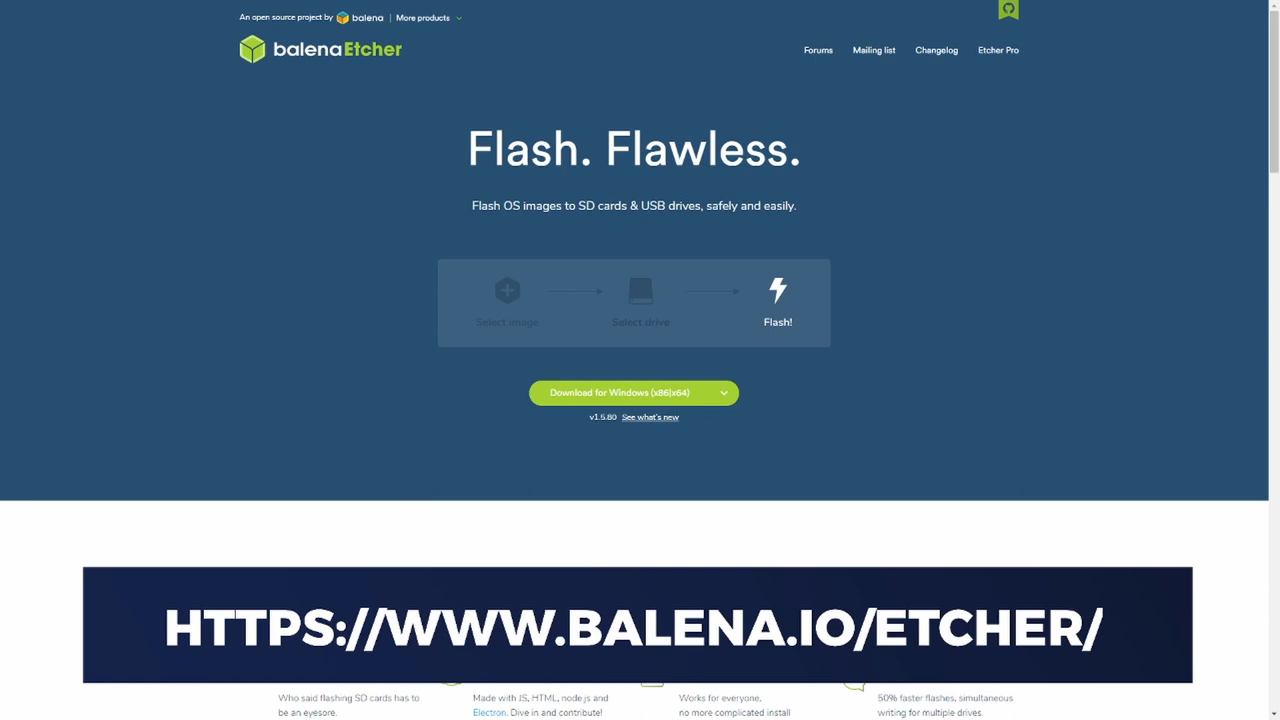 An open source project by balena | More products
balenaEtcher
Forums Mailing list Changelog Etcher Pro
Flash. Flawless.
Flash OS images to SD cards & USB drives, safely and easily.
Select image Select drive Flash!
Download for Windows (x86|x64)
v1.5.80 See what's new
HTTPS://WWW.BALENA.IO/ETCHER/
Who said flashing SD cards has to
be an eyesore.
Made with JS, HTML, node.js and
Electron. Dive in and contribute!
Works for everyone,
no more complicated install
50% faster flashes, simultaneous
writing for multiple drives.